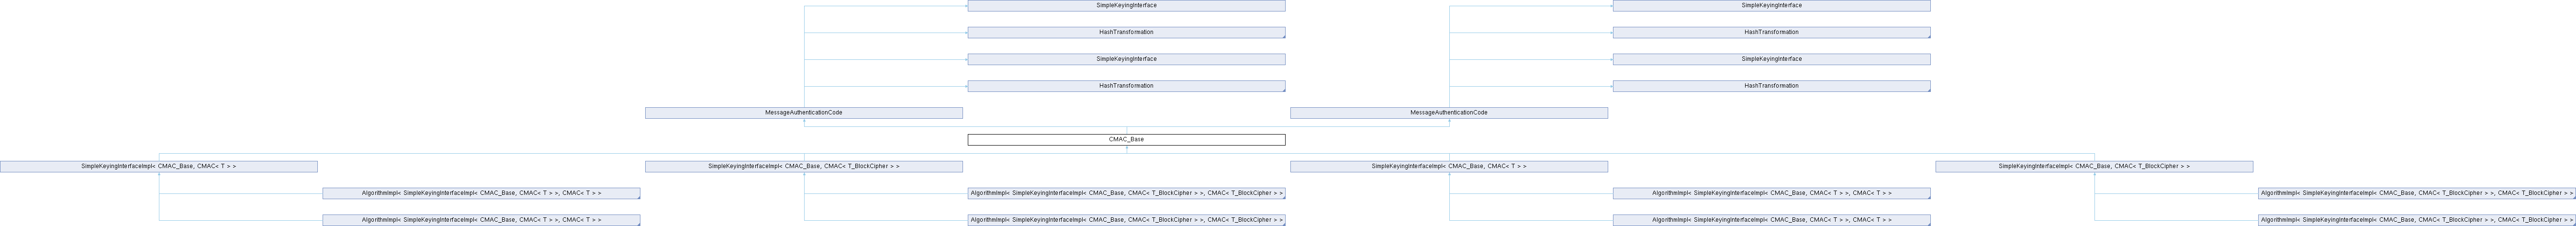 SimpleKeyingInterface
SimpleKeyingInterface
HashTransformation
HashTransformation
SimpleKeyingInterface
SimpleKeyingInterface
HashTransformation
HashTransformation
MessageAuthenticationCode
MessageAuthenticationCode
CMAC_Base
SimpleKeyingInterfaceImpl< CMAC_Base, CMAC< T > >
SimpleKeyingInterfaceImpl< CMAC_Base, CMAC< T_BlockCipher > >
SimpleKeyingInterfaceImpl< CMAC_Base, CMAC< T > >
SimpleKeyingInterfaceImpl< CMAC_Base, CMAC< T_BlockCipher > >
AlgorithmImpl< SimpleKeyingInterfaceImpl< CMAC_Base, CMAC< T > >, CMAC< T > >
AlgorithmImpl< SimpleKeyingInterfaceImpl< CMAC_Base, CMAC< T_BlockCipher > >, CMAC< T_BlockCipher > >
AlgorithmImpl< SimpleKeyingInterfaceImpl< CMAC_Base, CMAC< T > >, CMAC< T > >
AlgorithmImpl< SimpleKeyingInterfaceImpl< CMAC_Base, CMAC< T_BlockCipher > >, CMAC< T_BlockCipher > >
AlgorithmImpl< SimpleKeyingInterfaceImpl< CMAC_Base, CMAC< T > >, CMAC< T > >
AlgorithmImpl< SimpleKeyingInterfaceImpl< CMAC_Base, CMAC< T_BlockCipher > >, CMAC< T_BlockCipher > >
AlgorithmImpl< SimpleKeyingInterfaceImpl< CMAC_Base, CMAC< T > >, CMAC< T > >
AlgorithmImpl< SimpleKeyingInterfaceImpl< CMAC_Base, CMAC< T_BlockCipher > >, CMAC< T_BlockCipher > >